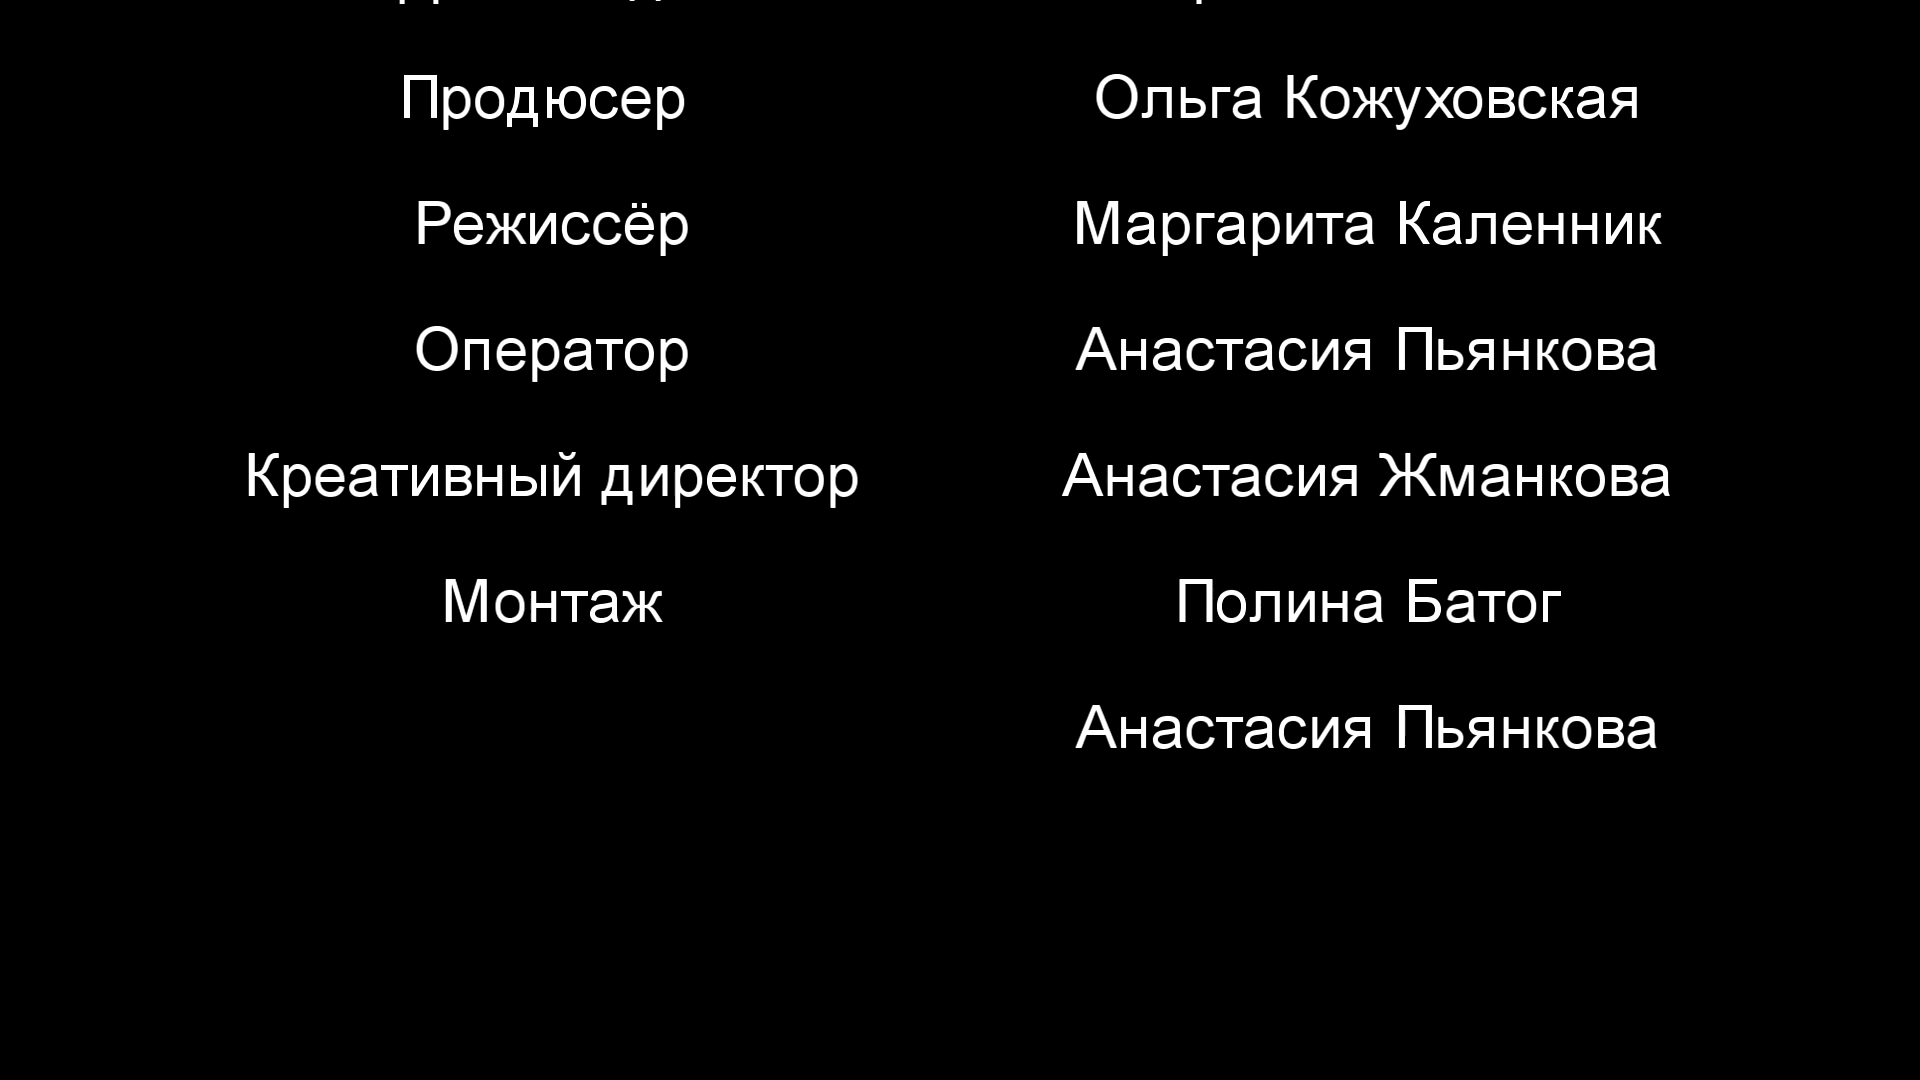 Продюсер Ольга Кожуховская
Режиссёр Маргарита Каленник
Оператор Анастасия Пьянкова
Креативный директор Анастасия Жманкова
Монтаж Полина Батог
Анастасия Пьянкова